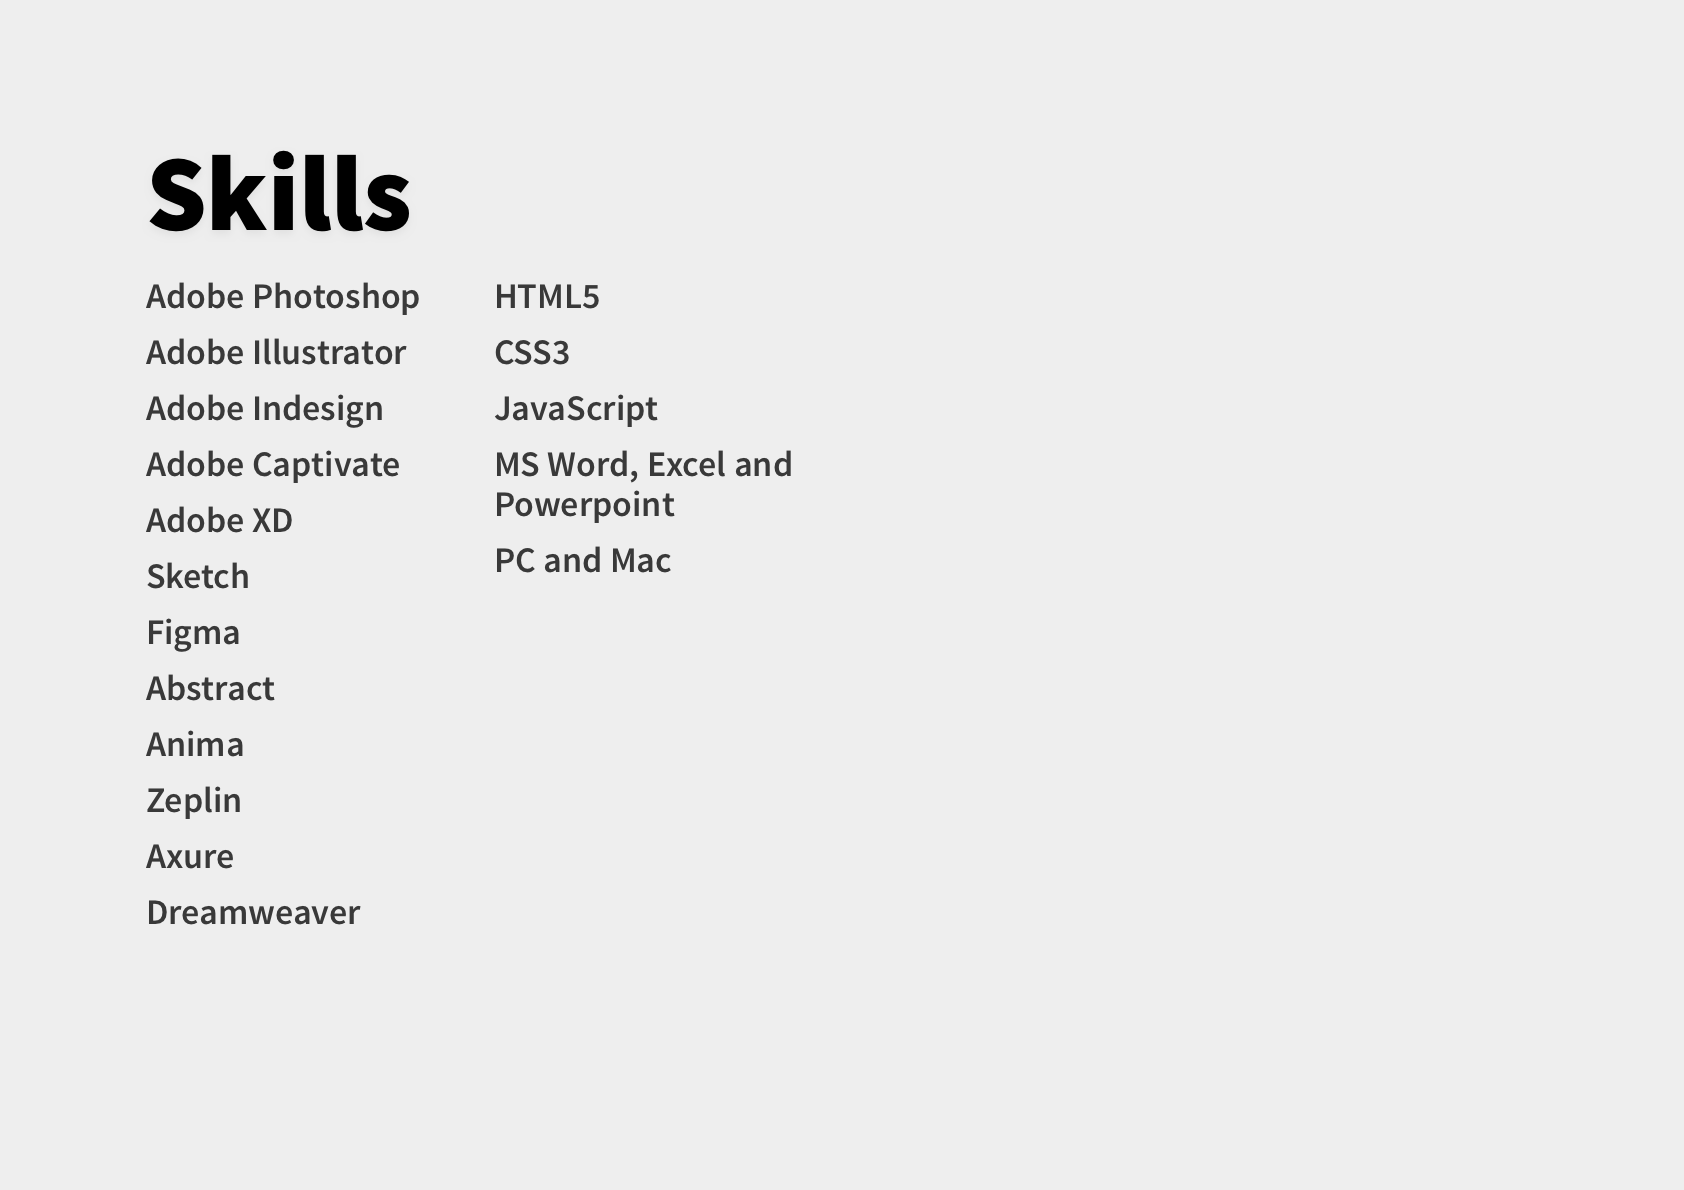 Skills
Adobe Photoshop
Adobe Illustrator
Adobe Indesign
Adobe Captivate
Adobe XD
Sketch
Figma
Abstract
Anima
Zeplin
Axure
Dreamweaver
HTML5
CSS3
JavaScript
MS Word, Excel and
Powerpoint
PC and Mac